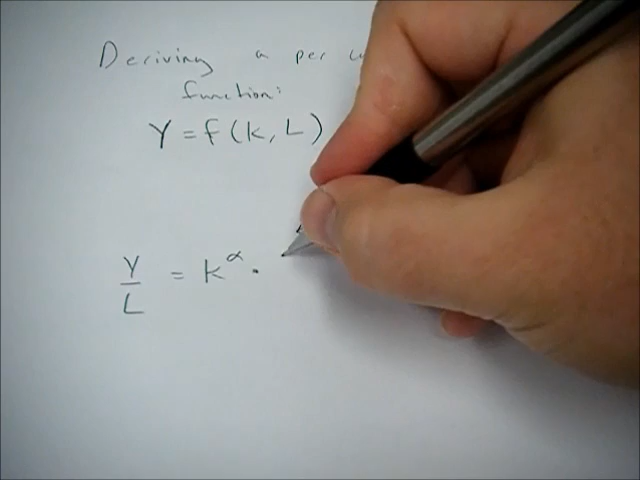 Deriving a per
function:
Y = f(K, L)
Y/L = K^α ·